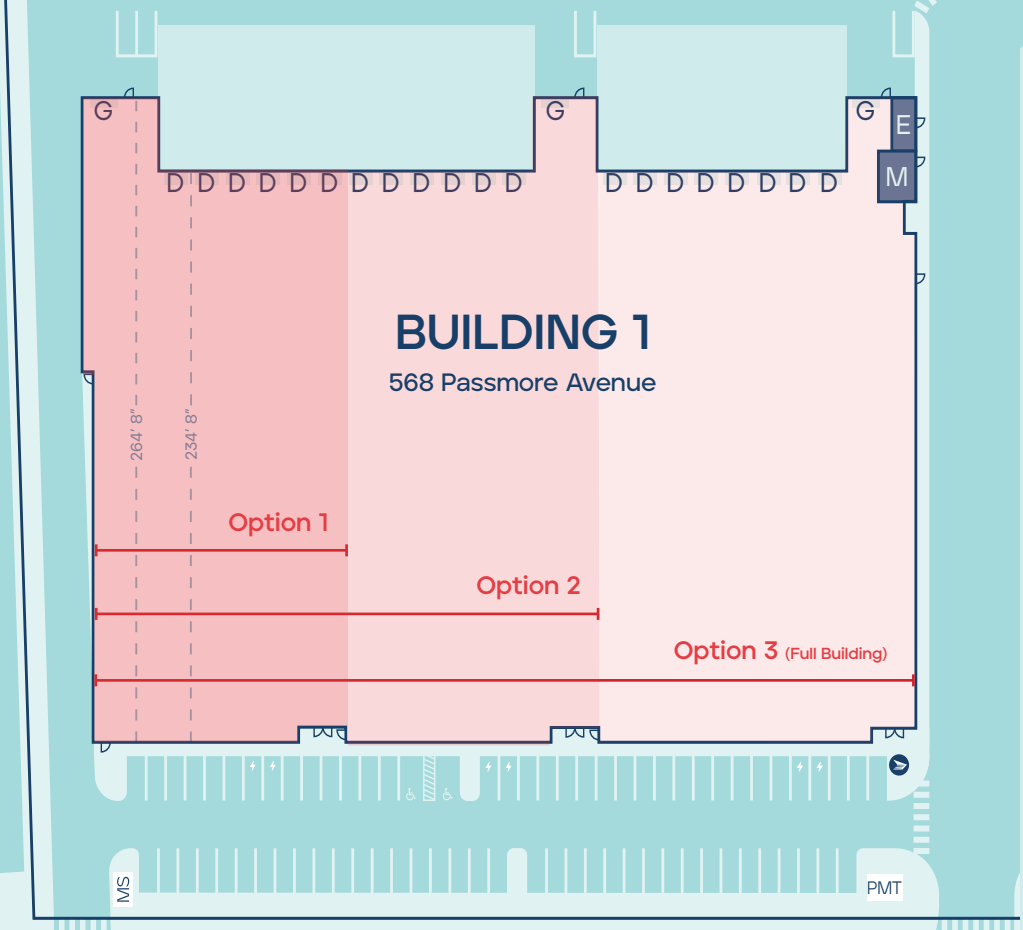 G
G
G
E
M
D D D D D D D D D D D D
D D D D D D D D
BUILDING 1
568 Passmore Avenue
264' 8"
234' 8"
Option 1
Option 2
Option 3 (Full Building)
MS
PMT